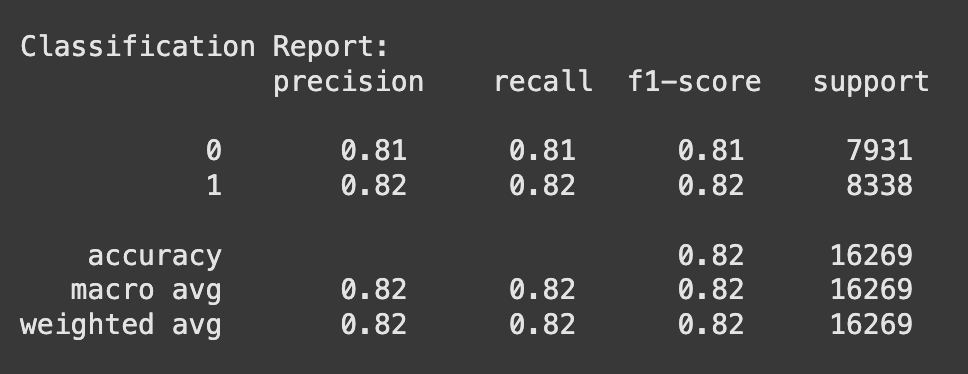 Classification Report:
precision recall f1-score support
0 0.81 0.81 0.81 7931
1 0.82 0.82 0.82 8338
accuracy 0.82 16269
macro avg 0.82 0.82 0.82 16269
weighted avg 0.82 0.82 0.82 16269